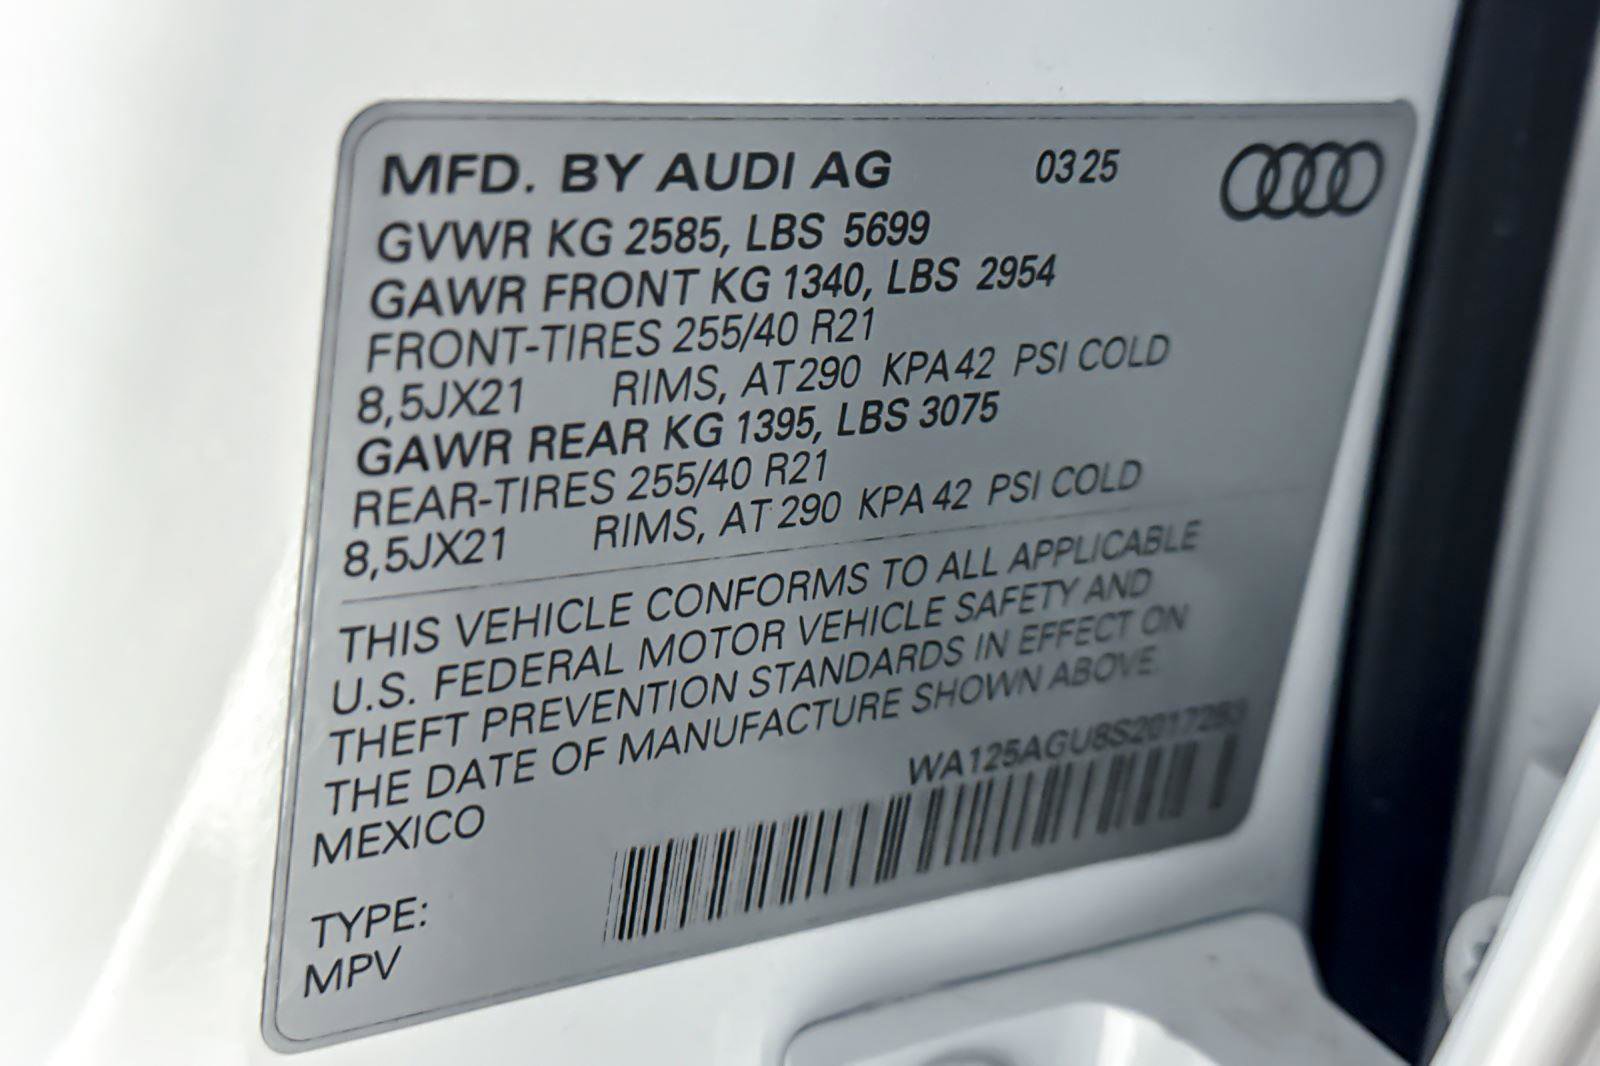 MFD. BY AUDI AG 0325
GVWR KG 2585, LBS 5699
GAWR FRONT KG 1340, LBS 2954
FRONT-TIRES 255/40 R21
8,5JX21 RIMS, AT 290 KPA 42 PSI COLD
GAWR REAR KG 1395, LBS 3075
REAR-TIRES 255/40 R21
8,5JX21 RIMS, AT 290 KPA 42 PSI COLD
THIS VEHICLE CONFORMS TO ALL APPLICABLE
U.S. FEDERAL MOTOR VEHICLE SAFETY AND
THEFT PREVENTION STANDARDS IN EFFECT ON
THE DATE OF MANUFACTURE SHOWN ABOVE.
MEXICO
TYPE:
MPV